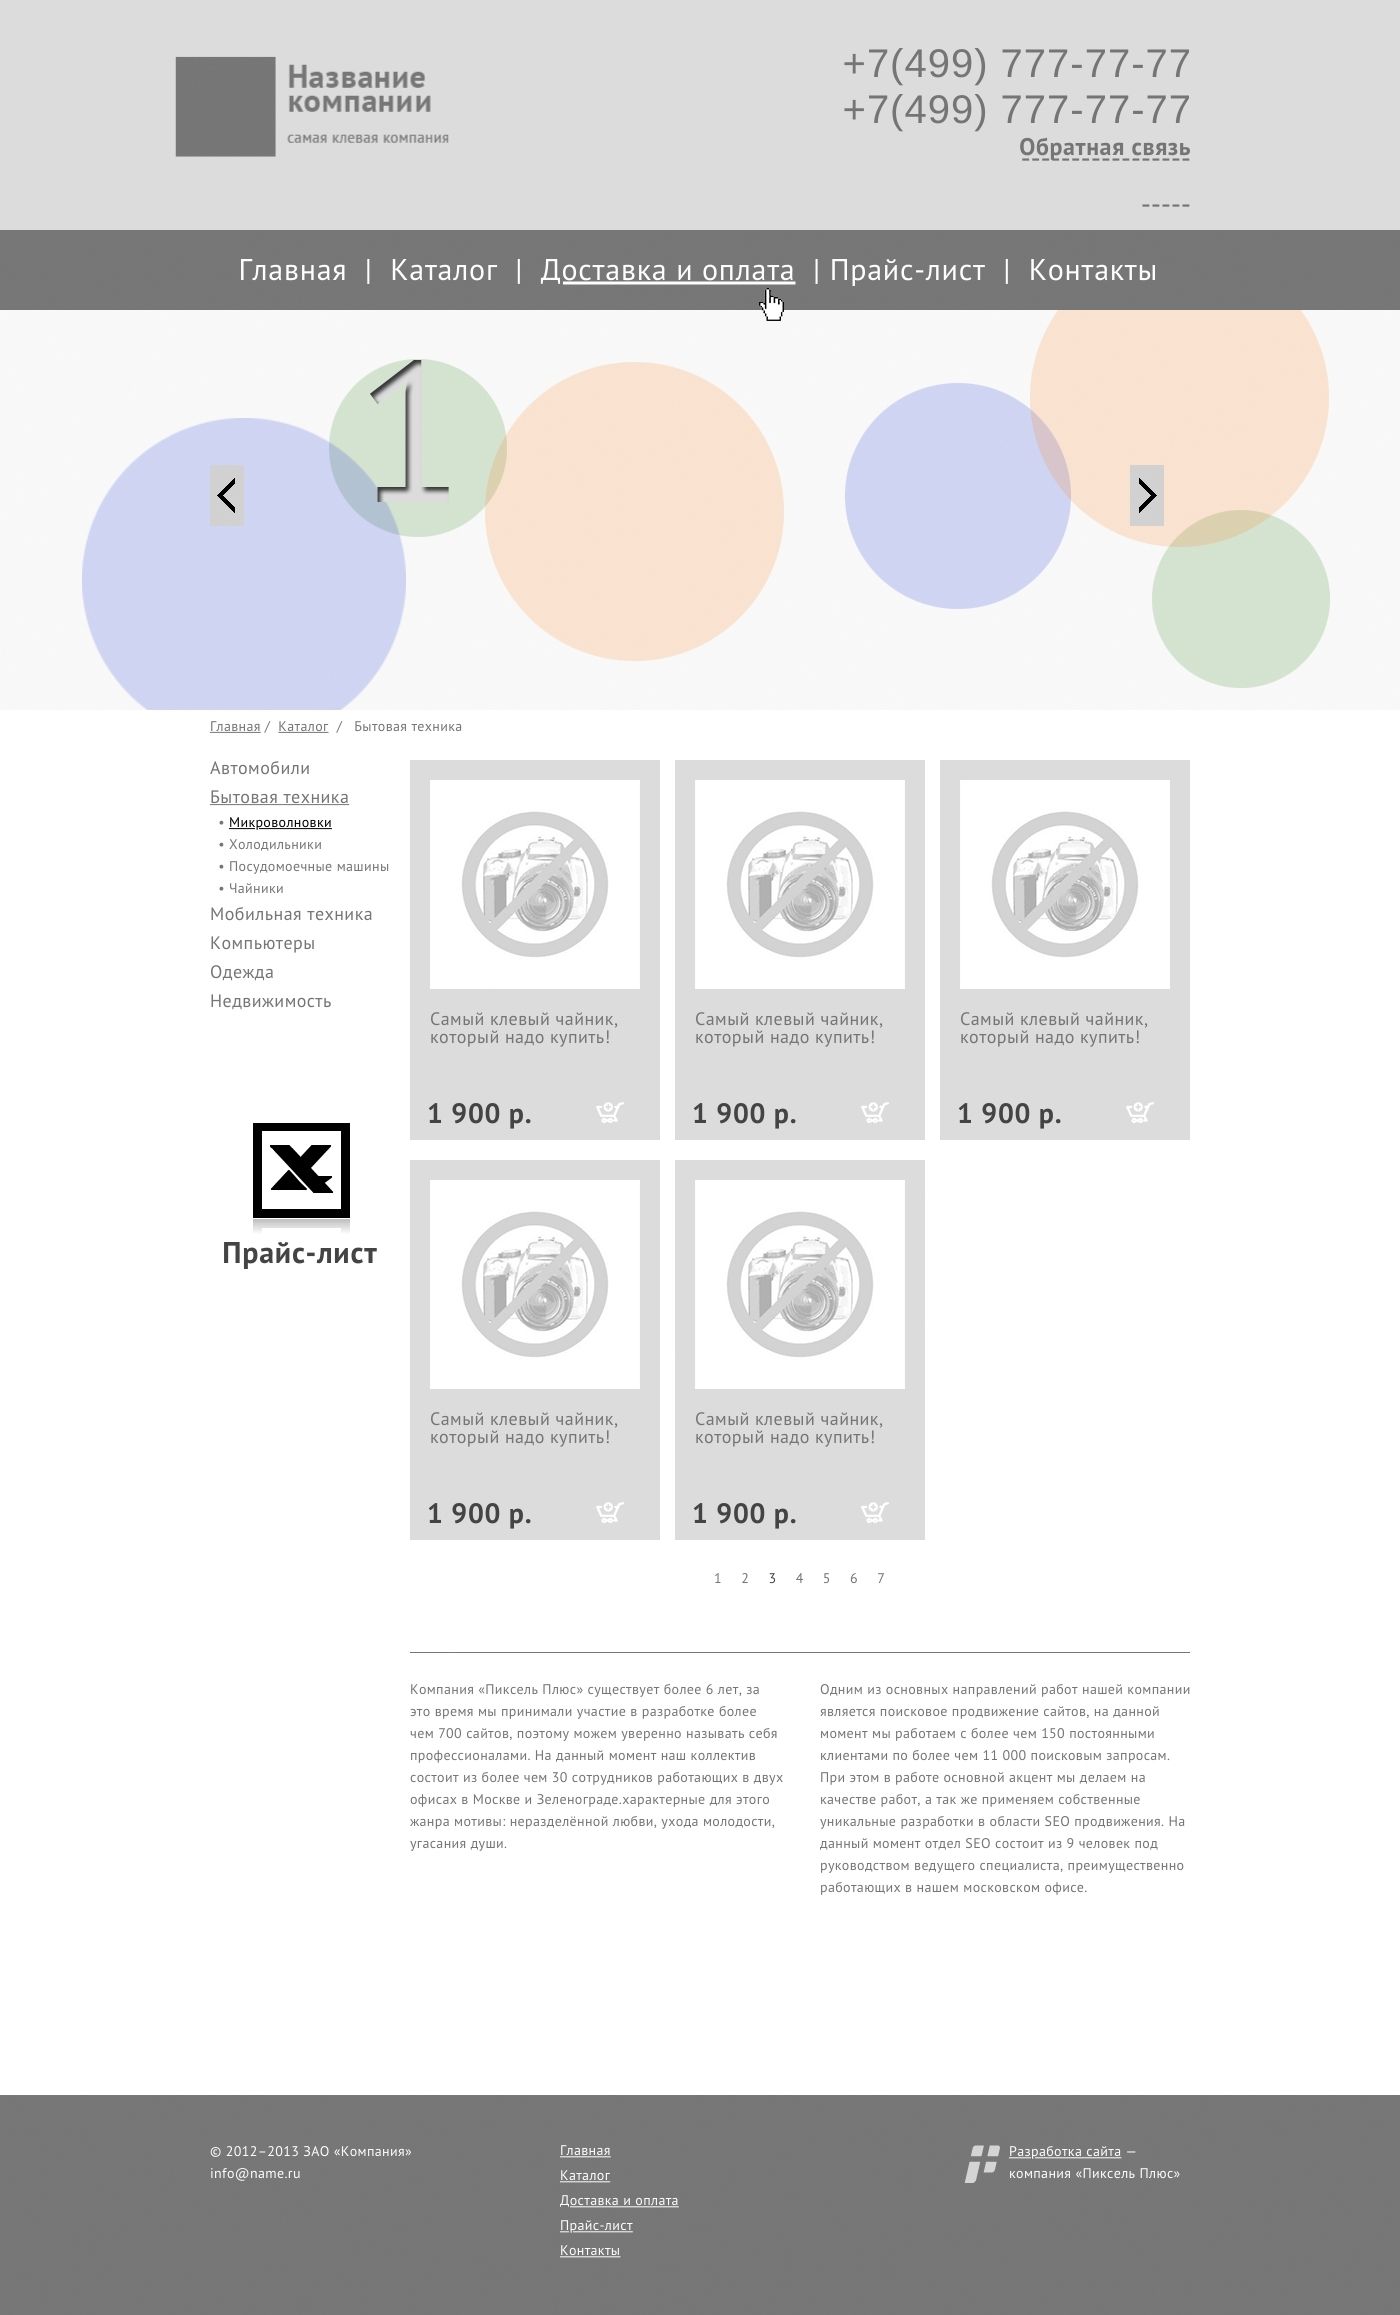 Название
компании
самая клевая компания
+7(499) 777-77-77
+7(499) 777-77-77
Обратная связь
-----
Главная | Каталог | Доставка и оплата | Прайс-лист | Контакты
1
Главная / Каталог / Бытовая техника
Автомобили
Бытовая техника
• Микроволновки
• Холодильники
• Посудомоечные машины
• Чайники
Мобильная техника
Компьютеры
Одежда
Недвижимость
Прайс-лист
Самый клевый чайник,
который надо купить!
1 900 р.
Самый клевый чайник,
который надо купить!
1 900 р.
Самый клевый чайник,
который надо купить!
1 900 р.
Самый клевый чайник,
который надо купить!
1 900 р.
Самый клевый чайник,
который надо купить!
1 900 р.
1 2 3 4 5 6 7
Компания «Пиксель Плюс» существует более 6 лет, за
это время мы принимали участие в разработке более
чем 700 сайтов, поэтому можем уверенно называть себя
профессионалами. На данный момент наш коллектив
состоит из более чем 30 сотрудников работающих в двух
офисах в Москве и Зеленограде.характерные для этого
жанра мотивы: неразделённой любви, ухода молодости,
угасания души.
Одним из основных направлений работ нашей компании
является поисковое продвижение сайтов, на данной
момент мы работаем с более чем 150 постоянными
клиентами по более чем 11 000 поисковым запросам.
При этом в работе основной акцент мы делаем на
качестве работ, а так же применяем собственные
уникальные разработки в области SEO продвижения. На
данный момент отдел SEO состоит из 9 человек под
руководством ведущего специалиста, преимущественно
работающих в нашем московском офисе.
© 2012–2013 ЗАО «Компания»
info@name.ru
Главная
Каталог
Доставка и оплата
Прайс-лист
Контакты
Разработка сайта —
компания «Пиксель Плюс»